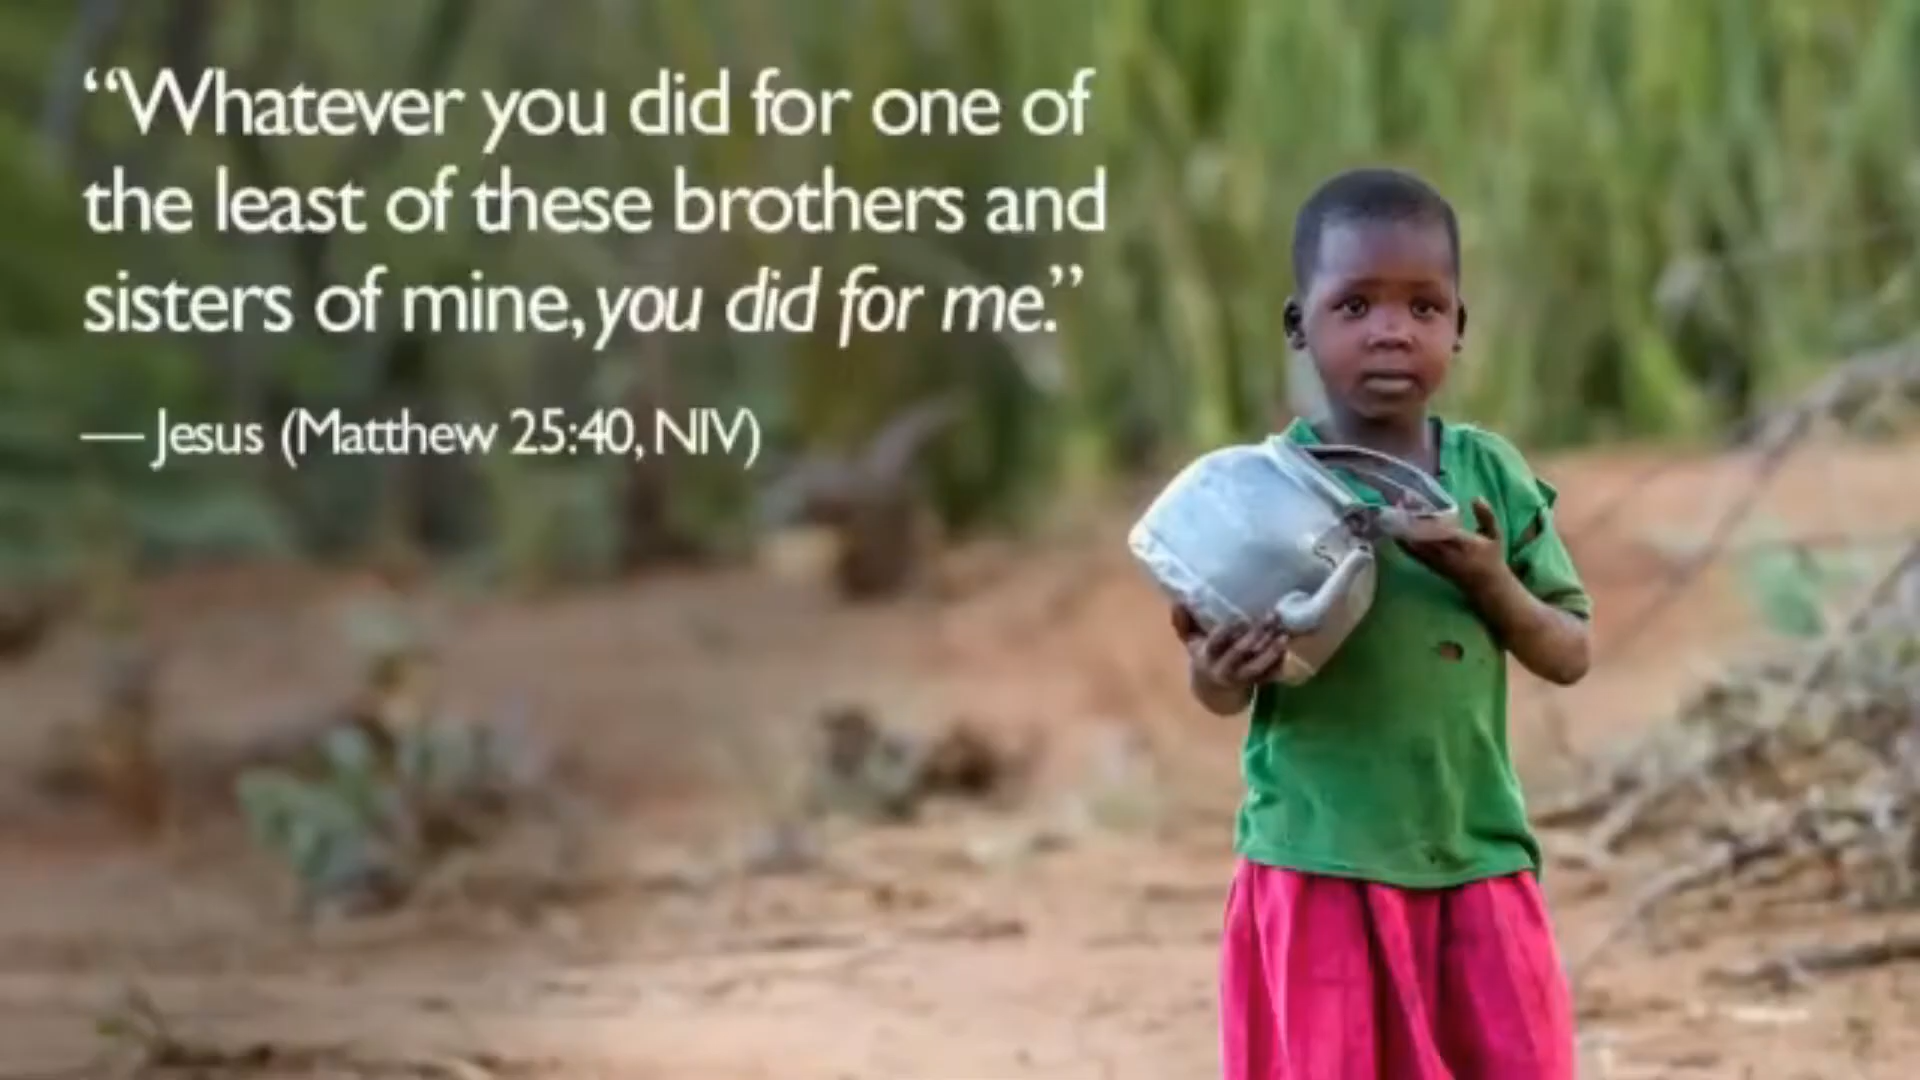 “Whatever you did for one of
the least of these brothers and
sisters of mine, you did for me.”
— Jesus (Matthew 25:40, NIV)